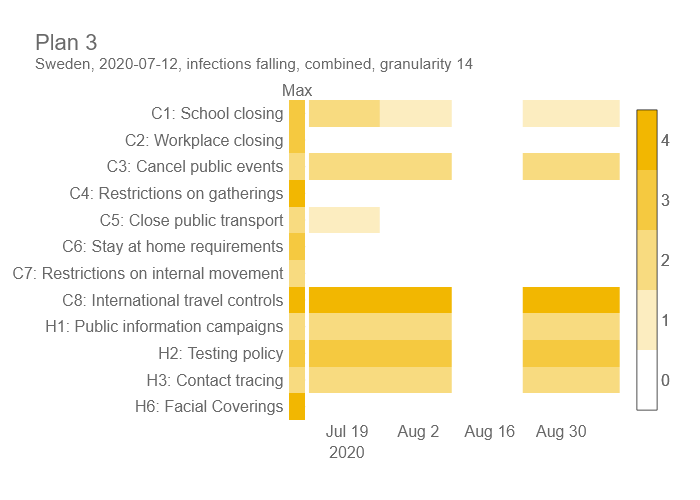 Plan 3
Sweden, 2020-07-12, infections falling, combined, granularity 14
Max
C1: School closing
C2: Workplace closing
C3: Cancel public events
C4: Restrictions on gatherings
C5: Close public transport
C6: Stay at home requirements
C7: Restrictions on internal movement
C8: International travel controls
H1: Public information campaigns
H2: Testing policy
H3: Contact tracing
H6: Facial Coverings
Jul 19 Aug 2 Aug 16 Aug 30
2020
4
3
2
1
0